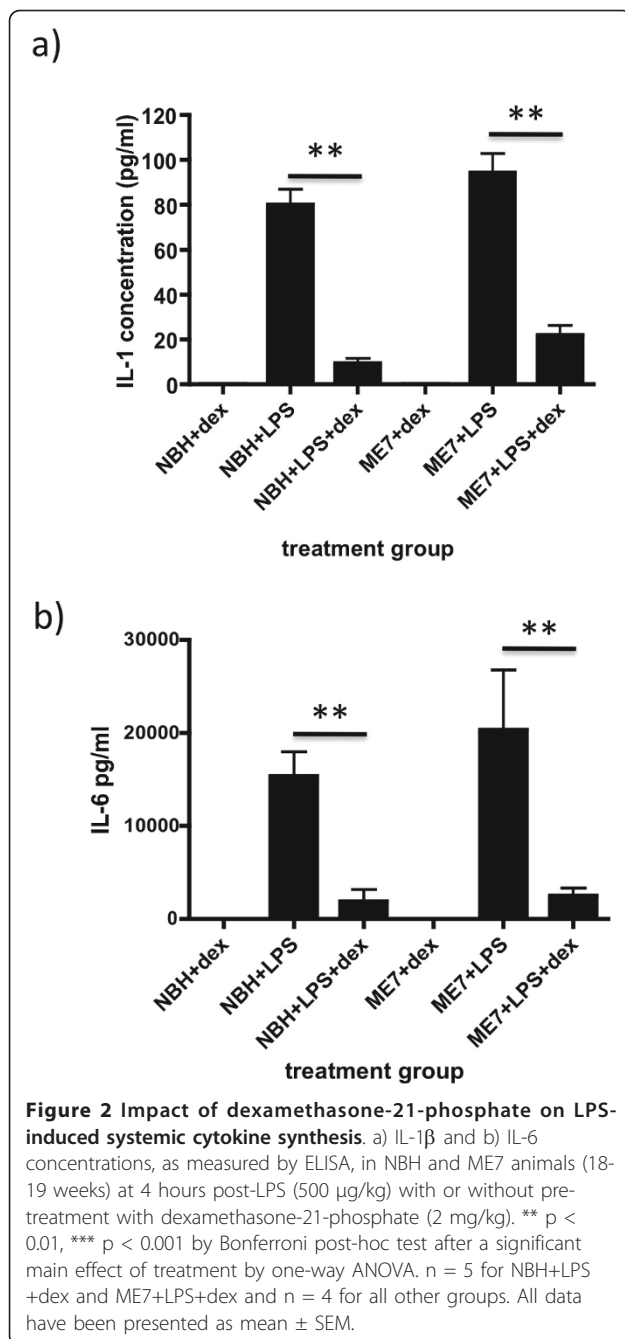 a)
**
**
120
100
80
60
40
20
0
IL-1 concentration (pg/ml)
NBH+dex
NBH+LPS
NBH+LPS+dex
ME7+dex
ME7+LPS
ME7+LPS+dex
treatment group
b)
**
**
30000
20000
10000
0
IL-6 pg/ml
NBH+dex
NBH+LPS
NBH+LPS+dex
ME7+dex
ME7+LPS
ME7+LPS+dex
treatment group
Figure 2 Impact of dexamethasone-21-phosphate on LPS-
induced systemic cytokine synthesis. a) IL-1β and b) IL-6
concentrations, as measured by ELISA, in NBH and ME7 animals (18-
19 weeks) at 4 hours post-LPS (500 μg/kg) with or without pre-
treatment with dexamethasone-21-phosphate (2 mg/kg). ** p <
0.01, *** p < 0.001 by Bonferroni post-hoc test after a significant
main effect of treatment by one-way ANOVA. n = 5 for NBH+LPS
+dex and ME7+LPS+dex and n = 4 for all other groups. All data
have been presented as mean ± SEM.